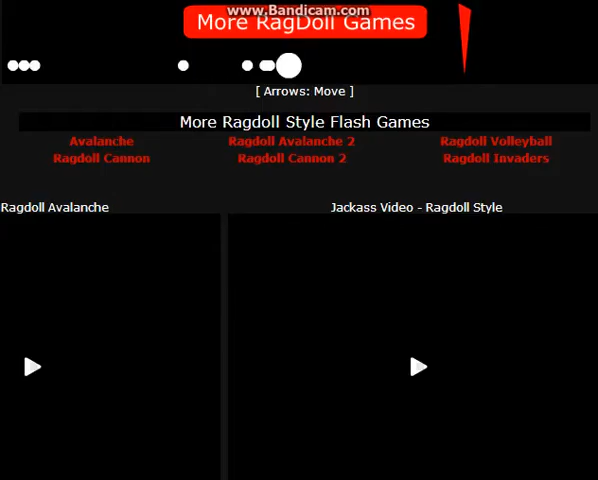 www.Bandicam.com
More RagDoll Games
[ Arrows: Move ]
More Ragdoll Style Flash Games
Avalanche Ragdoll Avalanche 2 Ragdoll Volleyball
Ragdoll Cannon Ragdoll Cannon 2 Ragdoll Invaders
Ragdoll Avalanche Jackass Video - Ragdoll Style